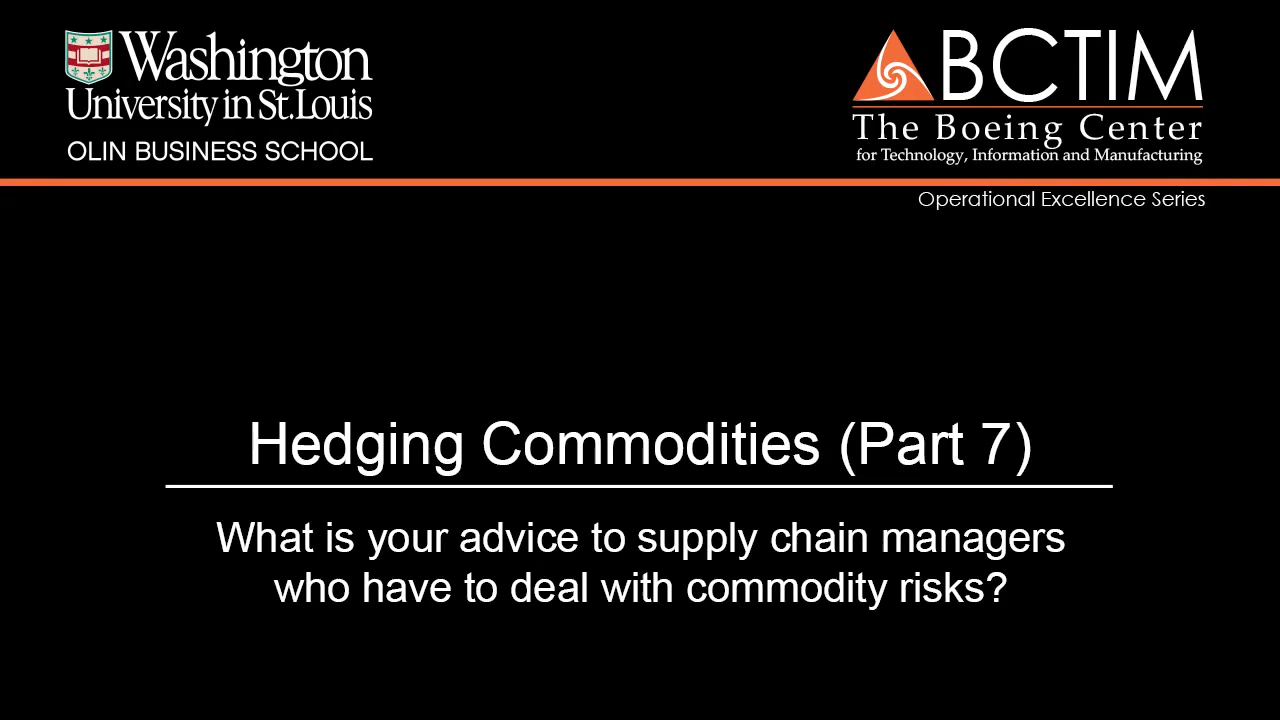 Washington
University in St. Louis
OLIN BUSINESS SCHOOL
BCTIM
The Boeing Center
for Technology, Information and Manufacturing
Operational Excellence Series
Hedging Commodities (Part 7)
What is your advice to supply chain managers
who have to deal with commodity risks?